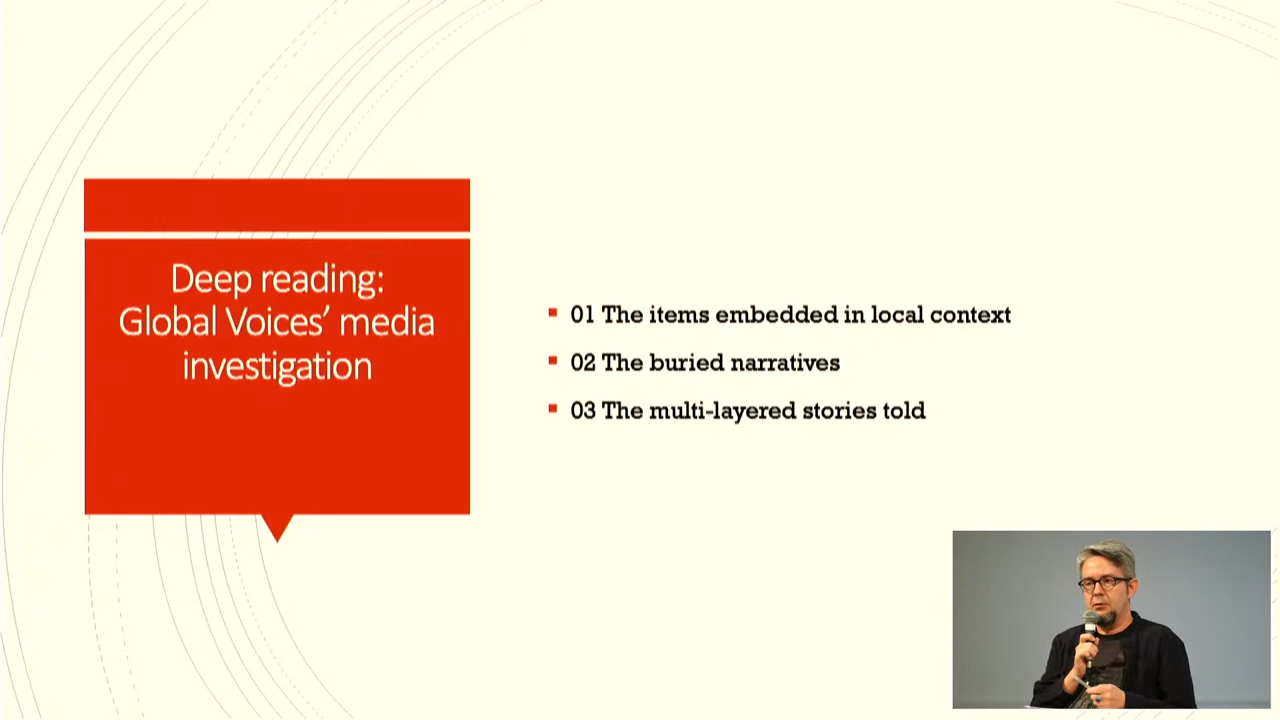 Deep reading:
Global Voices’ media
investigation
01 The items embedded in local context
02 The buried narratives
03 The multi-layered stories told